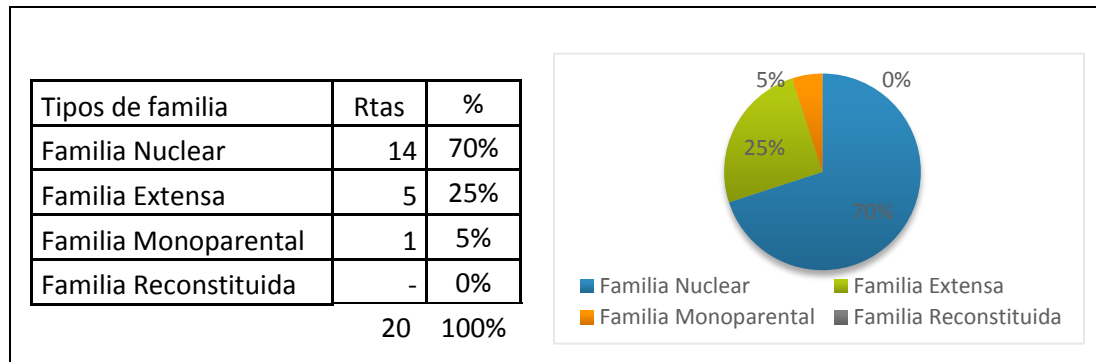 Tipos de familia Rtas %
Familia Nuclear 14 70%
Familia Extensa 5 25%
Familia Monoparental 1 5%
Familia Reconstituida - 0%
20 100%
5% 0%
25%
70%
Familia Nuclear Familia Extensa
Familia Monoparental Familia Reconstituida